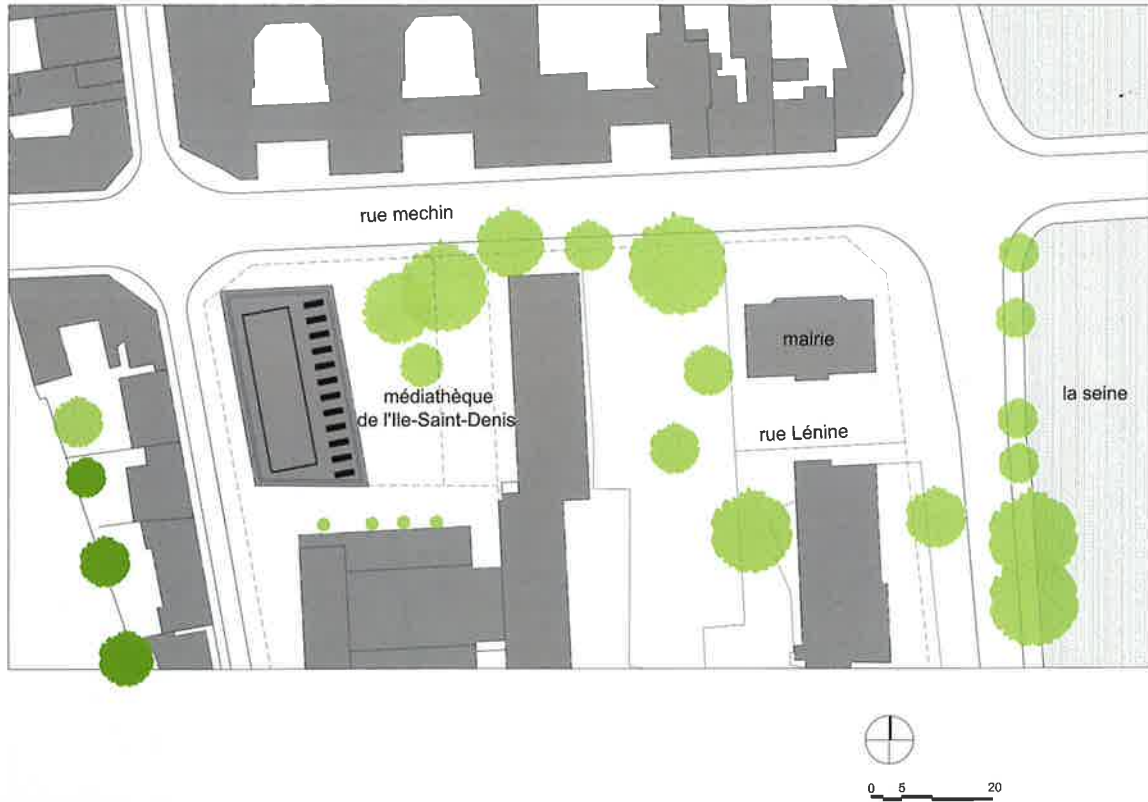 rue mechin
mairie
médiathèque
de l'Ile-Saint-Denis
la seine
rue Lénine
0 5 20